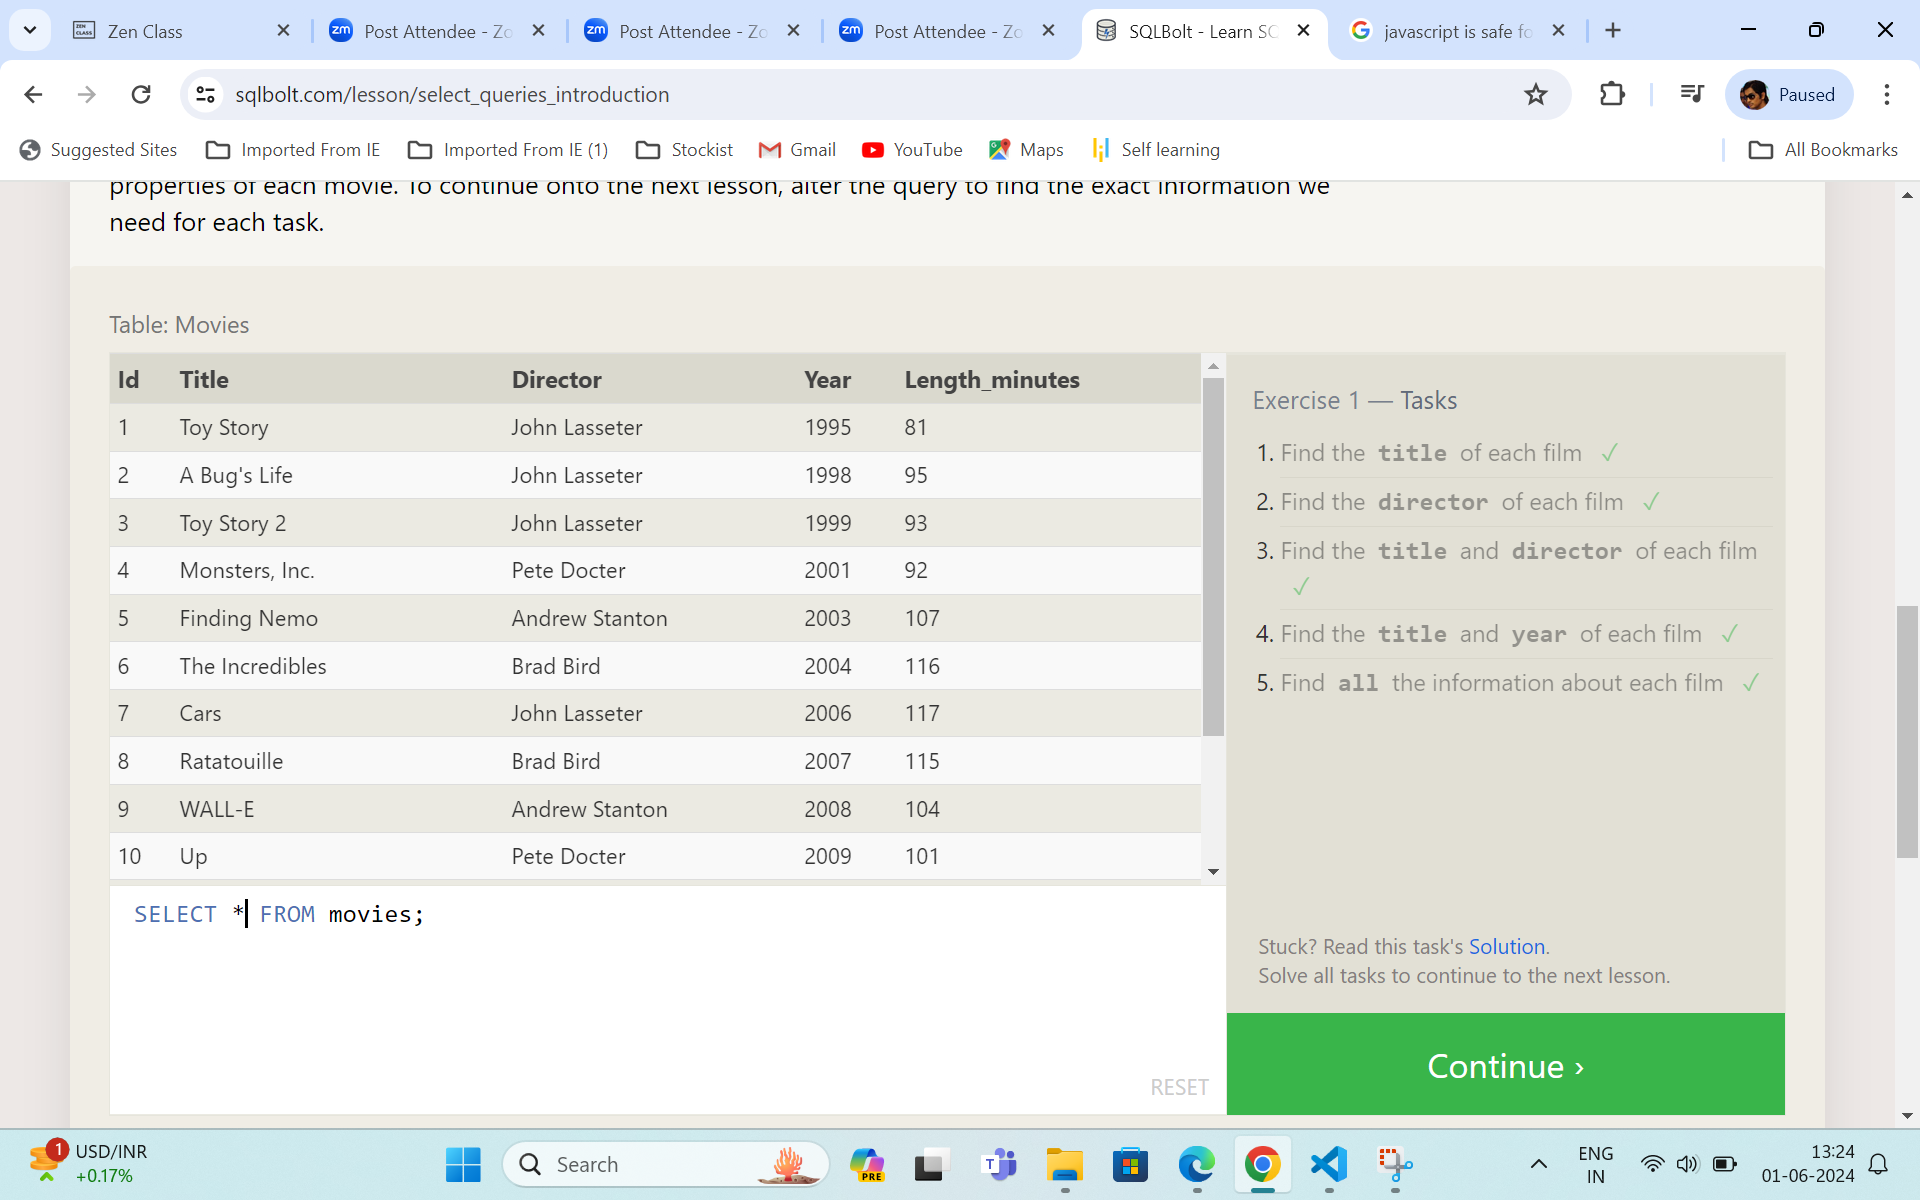 Zen Class
Post Attendee - Zo
Post Attendee - Zo
Post Attendee - Zo
SQLBolt - Learn SQ
javascript is safe fo
sqlbolt.com/lesson/select_queries_introduction
Paused
Suggested Sites
Imported From IE
Imported From IE (1)
Stockist
Gmail
YouTube
Maps
Self learning
All Bookmarks
properties of each movie. To continue onto the next lesson, alter the query to find the exact information we
need for each task.
Table: Movies
Id Title Director Year Length_minutes
1 Toy Story John Lasseter 1995 81
2 A Bug's Life John Lasseter 1998 95
3 Toy Story 2 John Lasseter 1999 93
4 Monsters, Inc. Pete Docter 2001 92
5 Finding Nemo Andrew Stanton 2003 107
6 The Incredibles Brad Bird 2004 116
7 Cars John Lasseter 2006 117
8 Ratatouille Brad Bird 2007 115
9 WALL-E Andrew Stanton 2008 104
10 Up Pete Docter 2009 101
SELECT * FROM movies;
RESET
Exercise 1 — Tasks
1. Find the title of each film ✓
2. Find the director of each film ✓
3. Find the title and director of each film
✓
4. Find the title and year of each film ✓
5. Find all the information about each film ✓
Stuck? Read this task's Solution.
Solve all tasks to continue to the next lesson.
Continue ›
1
USD/INR
+0.17%
Search
PRE
ENG
IN
13:24
01-06-2024